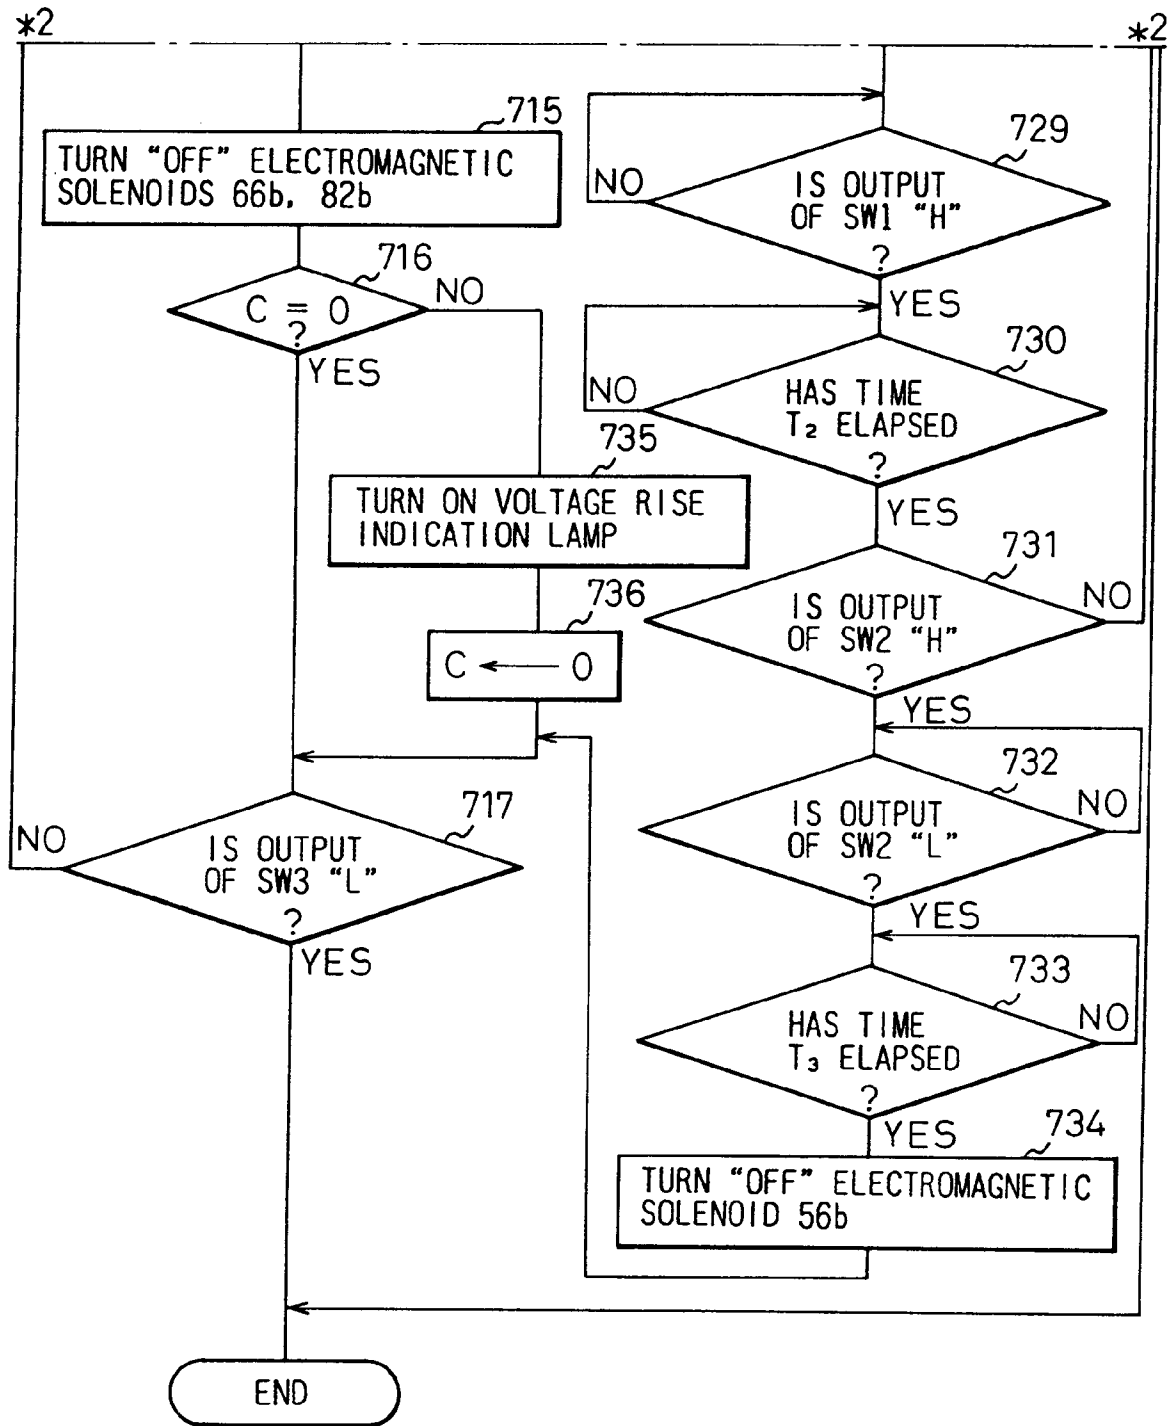 *2
*2
715
TURN “OFF” ELECTROMAGNETIC
SOLENOIDS 66b, 82b
716
C = 0
?
NO
YES
735
TURN ON VOLTAGE RISE
INDICATION LAMP
736
C ← 0
717
IS OUTPUT
OF SW3 “L”
?
NO
YES
729
IS OUTPUT
OF SW1 “H”
?
NO
YES
730
HAS TIME
T₂ ELAPSED
?
NO
YES
731
IS OUTPUT
OF SW2 “H”
?
NO
YES
732
IS OUTPUT
OF SW2 “L”
?
NO
YES
733
HAS TIME
T₃ ELAPSED
?
NO
YES
734
TURN “OFF” ELECTROMAGNETIC
SOLENOID 56b
END